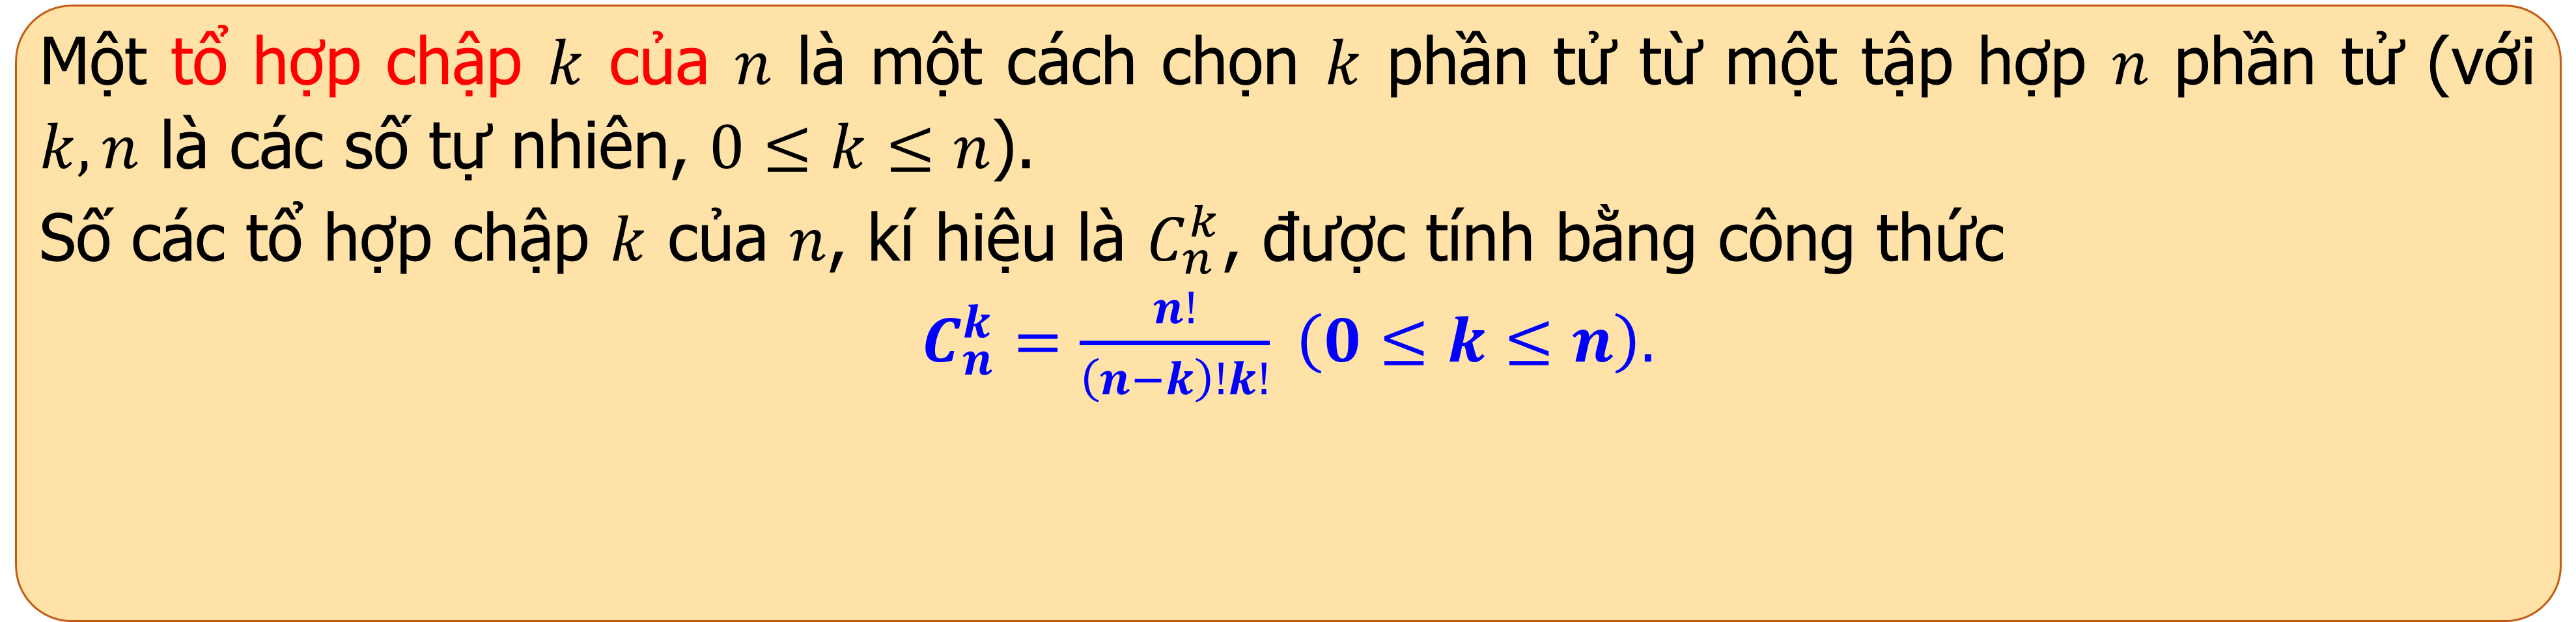 Một tổ hợp chập k của n là một cách chọn k phần tử từ một tập hợp n phần tử (với
k, n là các số tự nhiên, 0 ≤ k ≤ n).
Số các tổ hợp chập k của n, kí hiệu là C_n^k, được tính bằng công thức
C_n^k = n!/((n−k)!k!) (0 ≤ k ≤ n).